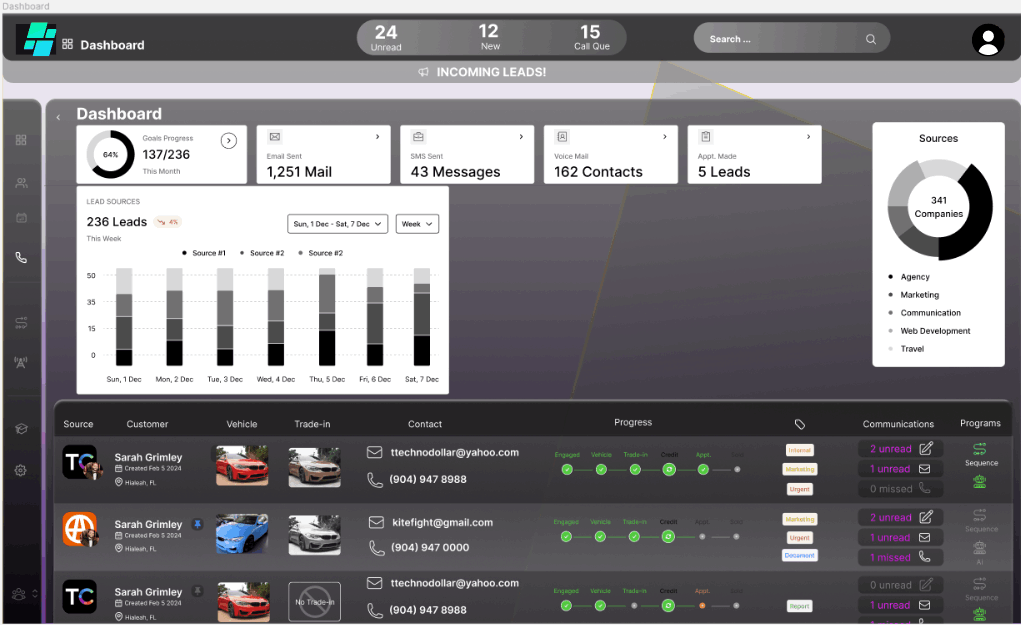 Dashboard
Dashboard
24
Unread
12
New
15
Call Que
Search ...
INCOMING LEADS!
Dashboard
64%
Goals Progress
137/236
This Month
Email Sent
1,251 Mail
SMS Sent
43 Messages
Voice Mail
162 Contacts
Appt. Made
5 Leads
Sources
341
Companies
Agency
Marketing
Communication
Web Development
Travel
LEAD SOURCES
236 Leads
4%
This Week
Sun, 1 Dec - Sat, 7 Dec
Week
Source #1
Source #2
Source #2
50
35
15
0
Sun, 1 Dec
Mon, 2 Dec
Tue, 3 Dec
Wed, 4 Dec
Thu, 5 Dec
Fri, 6 Dec
Sat, 7 Dec
Source
Customer
Vehicle
Trade-in
Contact
Progress
Communications
Programs
TC
Sarah Grimley
Created Feb 5 2024
Hialeah, FL
ttechnodollar@yahoo.com
(904) 947 8988
Engaged
Vehicle
Trade-in
Credit
Appt.
Sold
Internal
Marketing
Urgent
2 unread
1 unread
0 missed
Sequence
Sarah Grimley
Created Feb 5 2024
Hialeah, FL
kitefight@gmail.com
(904) 947 0000
Engaged
Vehicle
Trade-in
Credit
Appt.
Sold
Marketing
Urgent
Document
2 unread
1 unread
1 missed
Sequence
AI
TC
Sarah Grimley
Created Feb 5 2024
Hialeah, FL
No Trade-in
ttechnodollar@yahoo.com
(904) 947 8988
Engaged
Vehicle
Trade-in
Credit
Appt.
Sold
Report
0 unread
1 unread
Sequence